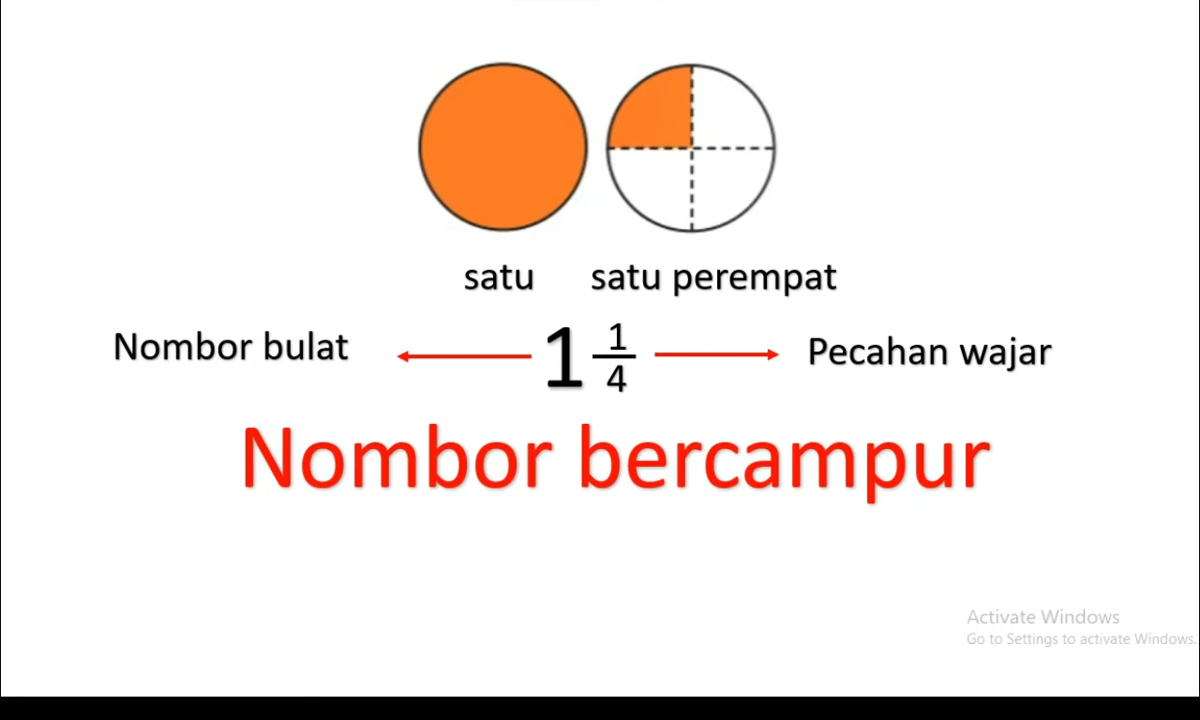 satu satu perempat
Nombor bulat 1 1/4 Pecahan wajar
Nombor bercampur
Activate Windows
Go to Settings to activate Windows.